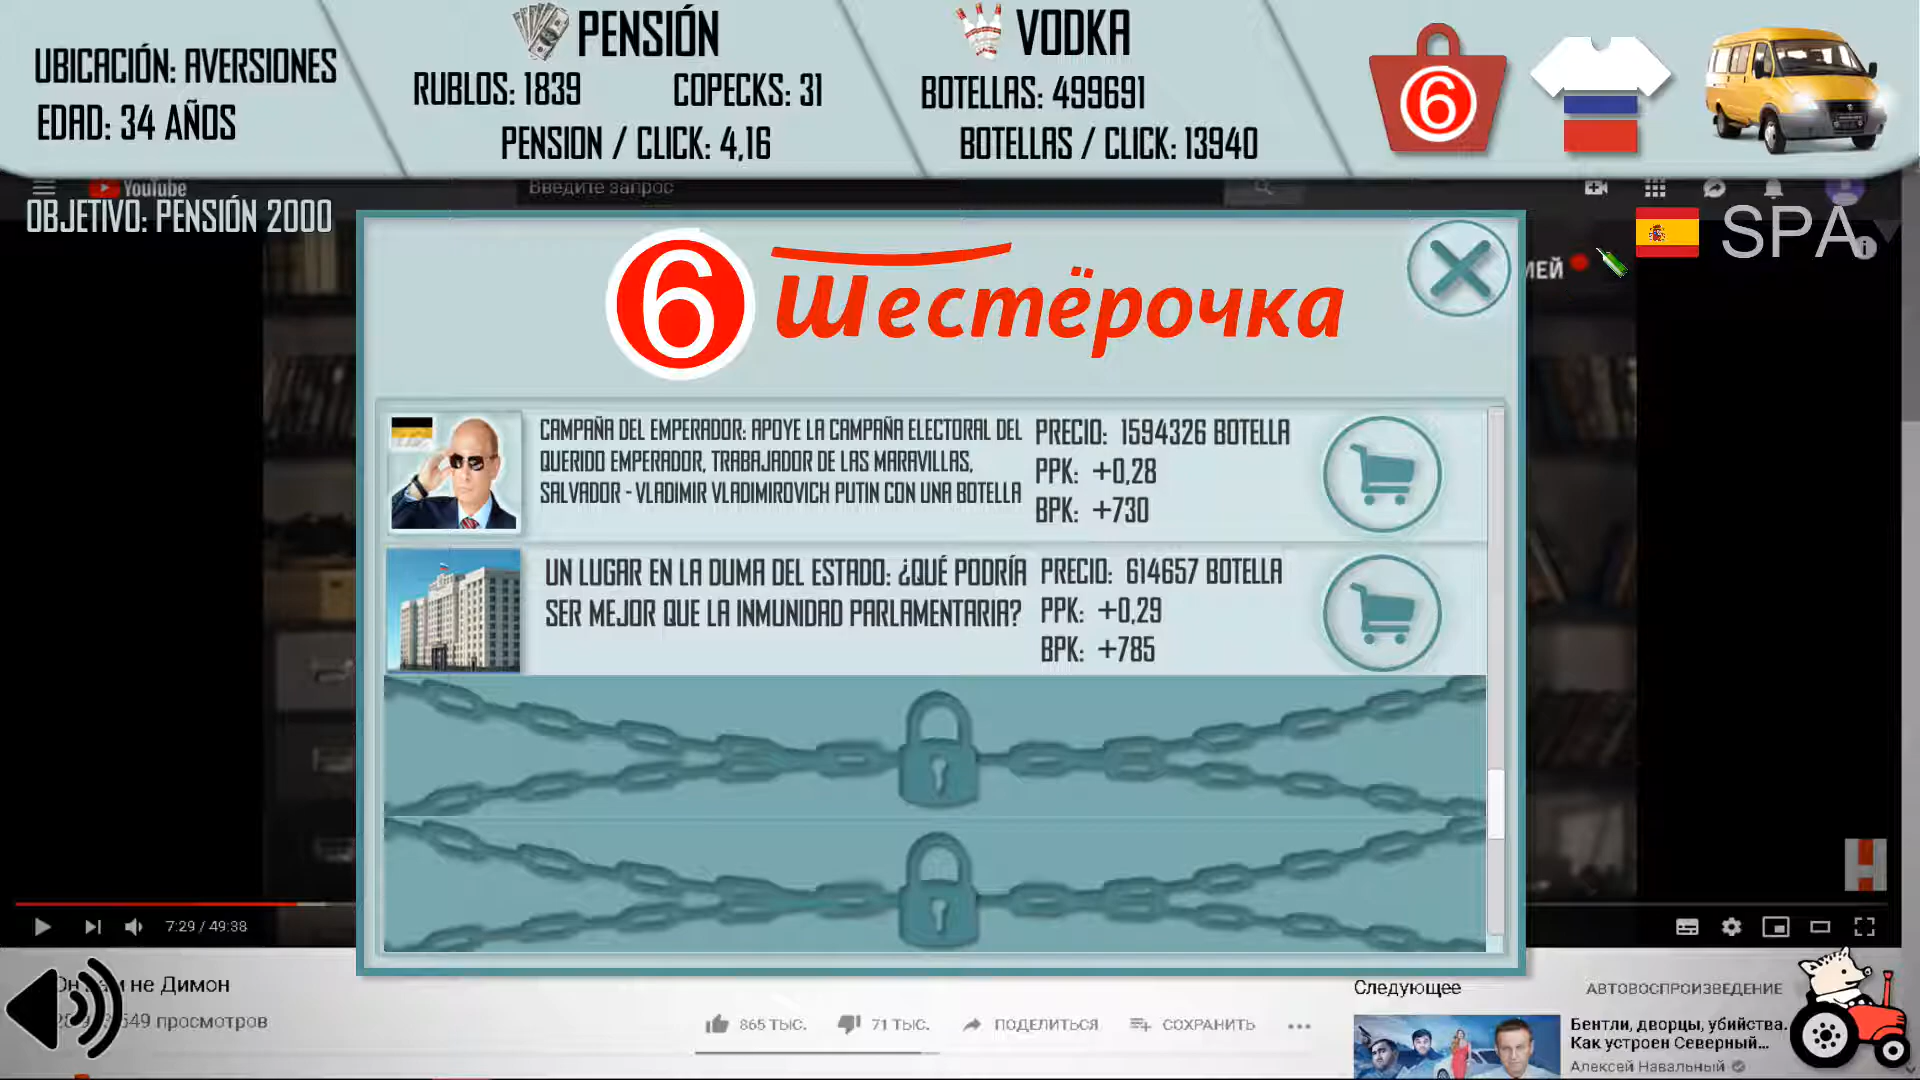 UBICACIÓN: AVERSIONES
EDAD: 34 AÑOS
PENSIÓN
RUBLOS: 1839 COPECKS: 31
PENSION / CLICK: 4,16
VODKA
BOTELLAS: 499691
BOTELLAS / CLICK: 13940
6
YouTube
Введите запрос
OBJETIVO: PENSIÓN 2000
SPA
6 Шестёрочка
CAMPAÑA DEL EMPERADOR: APOYE LA CAMPAÑA ELECTORAL DEL
QUERIDO EMPERADOR, TRABAJADOR DE LAS MARAVILLAS,
SALVADOR - VLADIMIR VLADIMIROVICH PUTIN CON UNA BOTELLA
PRECIO: 1594326 BOTELLA
PPK: +0,28
BPK: +730
UN LUGAR EN LA DUMA DEL ESTADO: ¿QUÉ PODRÍA
SER MEJOR QUE LA INMUNIDAD PARLAMENTARIA?
PRECIO: 614657 BOTELLA
PPK: +0,29
BPK: +785
7:29 / 49:38
не Димон
549 просмотров
865 ТЫС. 71 ТЫС. ПОДЕЛИТЬСЯ СОХРАНИТЬ
Следующее АВТОВОСПРОИЗВЕДЕНИЕ
Бентли, дворцы, убийства.
Как устроен Северный...
Алексей Навальный